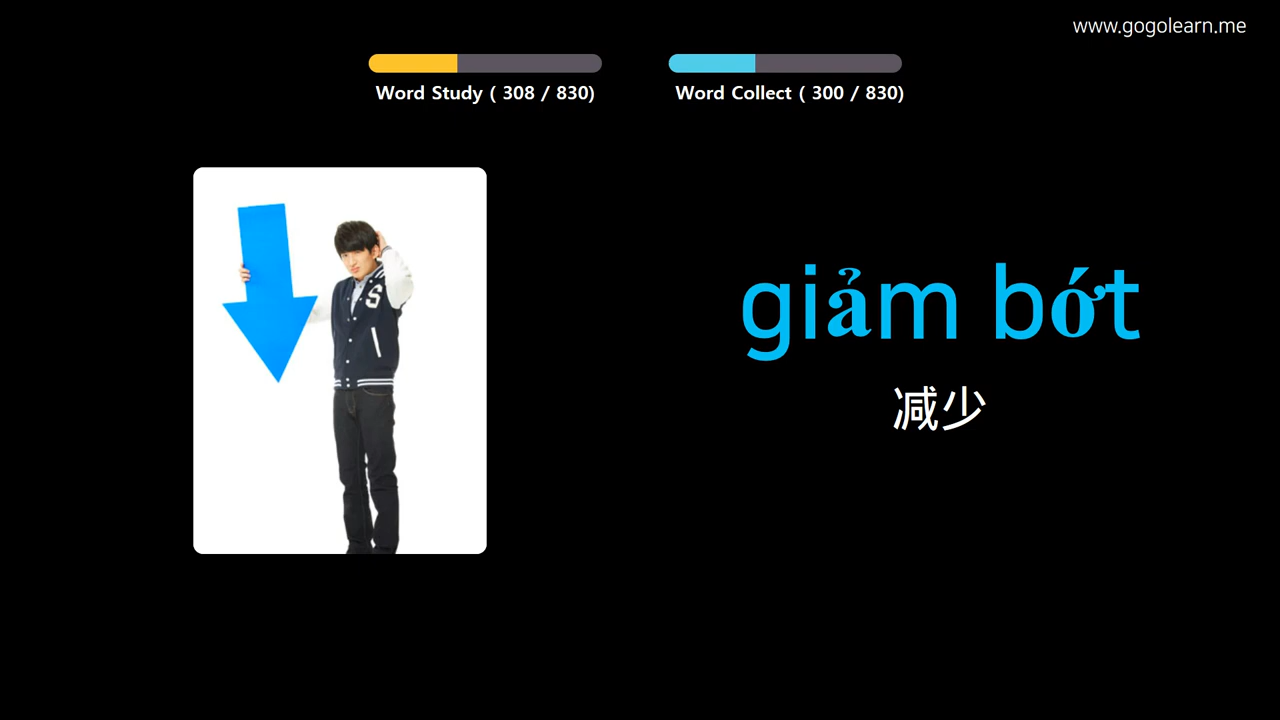 www.gogolearn.me
Word Study ( 308 / 830)
Word Collect ( 300 / 830)
S
giảm bớt
减少